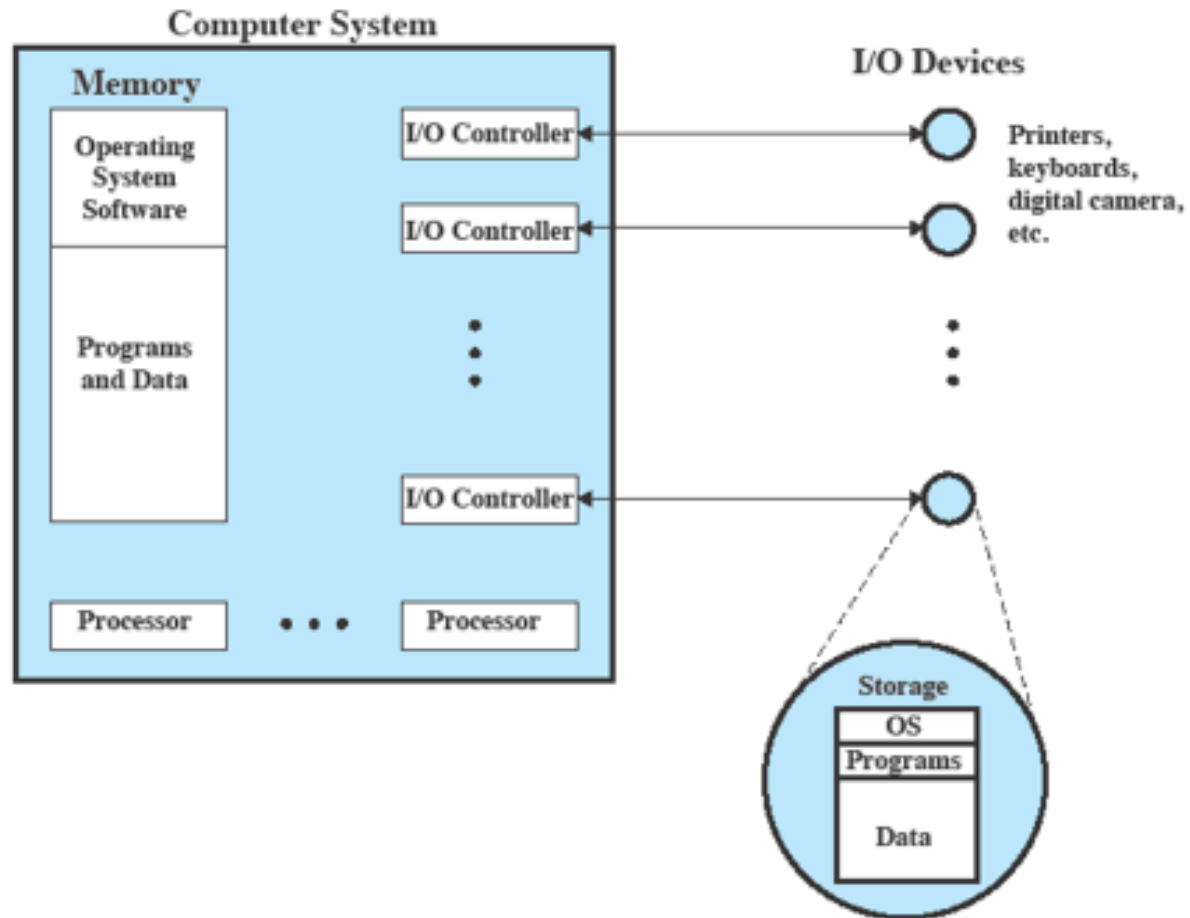 Computer System
I/O Devices
Memory
Operating
System
Software
Programs
and Data
I/O Controller
I/O Controller
I/O Controller
Printers,
keyboards,
digital camera,
etc.
Processor
Processor
Storage
OS
Programs
Data